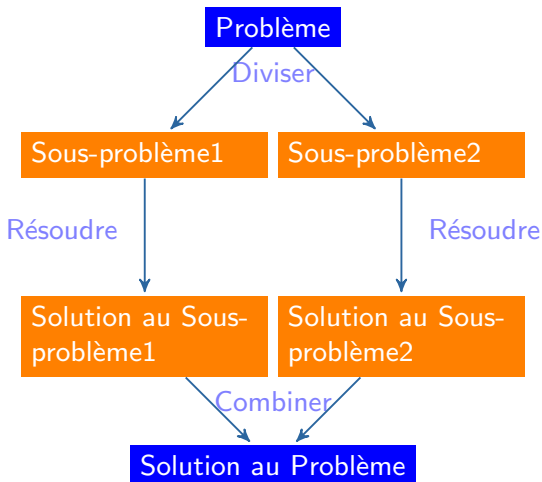 Problème
Diviser
Sous-problème1
Sous-problème2
Résoudre
Résoudre
Solution au Sous-
problème1
Solution au Sous-
problème2
Combiner
Solution au Problème